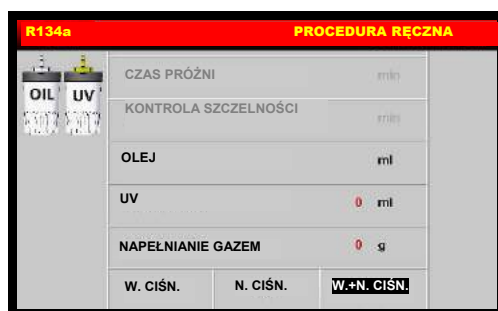 R134a PROCEDURA RĘCZNA
OIL UV
CZAS PRÓŻNI min
KONTROLA SZCZELNOŚCI min
OLEJ ml
UV 0 ml
NAPEŁNIANIE GAZEM 0 g
W. CIŚN. N. CIŚN. W.+N. CIŚN.